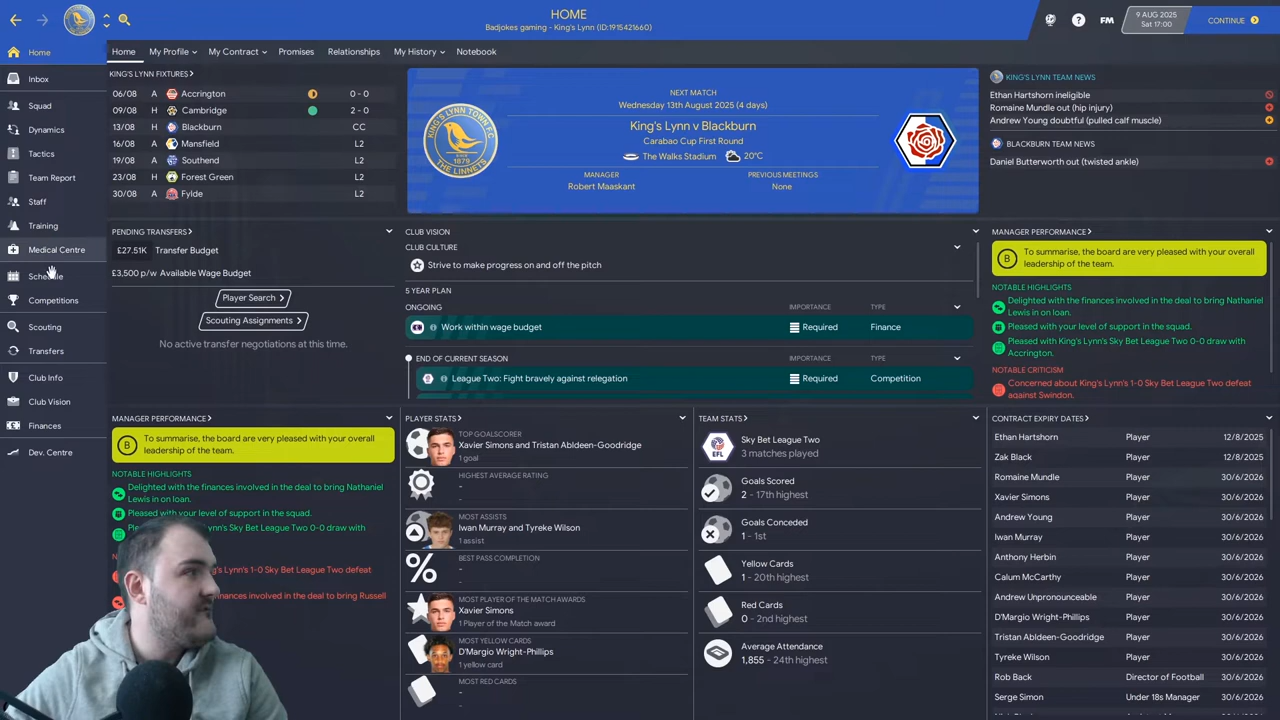 HOME
Badjokes gaming - King's Lynn (ID:1915421660)
FM
9 AUG 2025
Sat 17:00
CONTINUE
Home
Inbox
Squad
Dynamics
Tactics
Team Report
Staff
Training
Medical Centre
Schedule
Competitions
Scouting
Transfers
Club Info
Club Vision
Finances
Dev. Centre
Home
My Profile
My Contract
Promises
Relationships
My History
Notebook
KING'S LYNN FIXTURES
06/08 A Accrington 0 - 0
09/08 H Cambridge 2 - 0
13/08 H Blackburn CC
16/08 A Mansfield L2
19/08 A Southend L2
23/08 H Forest Green L2
30/08 A Fylde L2
KING'S LYNN TOWN FC
SINCE
1879
THE LINNETS
NEXT MATCH
Wednesday 13th August 2025 (4 days)
King's Lynn v Blackburn
Carabao Cup First Round
The Walks Stadium
20°C
MANAGER
Robert Maaskant
PREVIOUS MEETINGS
None
KING'S LYNN TEAM NEWS
Ethan Hartshorn ineligible
Romaine Mundle out (hip injury)
Andrew Young doubtful (pulled calf muscle)
BLACKBURN TEAM NEWS
Daniel Butterworth out (twisted ankle)
PENDING TRANSFERS
£27.51K Transfer Budget
£3,500 p/w Available Wage Budget
Player Search
Scouting Assignments
No active transfer negotiations at this time.
CLUB VISION
CLUB CULTURE
Strive to make progress on and off the pitch
5 YEAR PLAN
ONGOING IMPORTANCE TYPE
Work within wage budget Required Finance
END OF CURRENT SEASON IMPORTANCE TYPE
League Two: Fight bravely against relegation Required Competition
MANAGER PERFORMANCE
B
To summarise, the board are very pleased with your overall
leadership of the team.
NOTABLE HIGHLIGHTS
Delighted with the finances involved in the deal to bring Nathaniel
Lewis in on loan.
Pleased with your level of support in the squad.
Pleased with King's Lynn's Sky Bet League Two 0-0 draw with
Accrington.
NOTABLE CRITICISM
Concerned about King's Lynn's 1-0 Sky Bet League Two defeat
against Swindon.
MANAGER PERFORMANCE
B
To summarise, the board are very pleased with your overall
leadership of the team.
NOTABLE HIGHLIGHTS
Delighted with the finances involved in the deal to bring Nathaniel
Lewis in on loan.
Pleased with your level of support in the squad.
Lynn's Sky Bet League Two 0-0 draw with
g's Lynn's 1-0 Sky Bet League Two defeat
finances involved in the deal to bring Russell
PLAYER STATS
TOP GOALSCORER
Xavier Simons and Tristan Abldeen-Goodridge
1 goal
HIGHEST AVERAGE RATING
-
-
MOST ASSISTS
Iwan Murray and Tyreke Wilson
1 assist
BEST PASS COMPLETION
-
-
MOST PLAYER OF THE MATCH AWARDS
Xavier Simons
1 Player of the Match award
MOST YELLOW CARDS
D'Margio Wright-Phillips
1 yellow card
MOST RED CARDS
-
-
TEAM STATS
EFL
Sky Bet League Two
3 matches played
Goals Scored
2 - 17th highest
Goals Conceded
1 - 1st
Yellow Cards
1 - 20th highest
Red Cards
0 - 2nd highest
Average Attendance
1,855 - 24th highest
CONTRACT EXPIRY DATES
Ethan Hartshorn Player 12/8/2025
Zak Black Player 12/8/2025
Romaine Mundle Player 30/6/2026
Xavier Simons Player 30/6/2026
Andrew Young Player 30/6/2026
Iwan Murray Player 30/6/2026
Anthony Herbin Player 30/6/2026
Calum McCarthy Player 30/6/2026
Andrew Unpronounceable Player 30/6/2026
D'Margio Wright-Phillips Player 30/6/2026
Tristan Abldeen-Goodridge Player 30/6/2026
Tyreke Wilson Player 30/6/2026
Rob Back Director of Football 30/6/2026
Serge Simon Under 18s Manager 30/6/2026